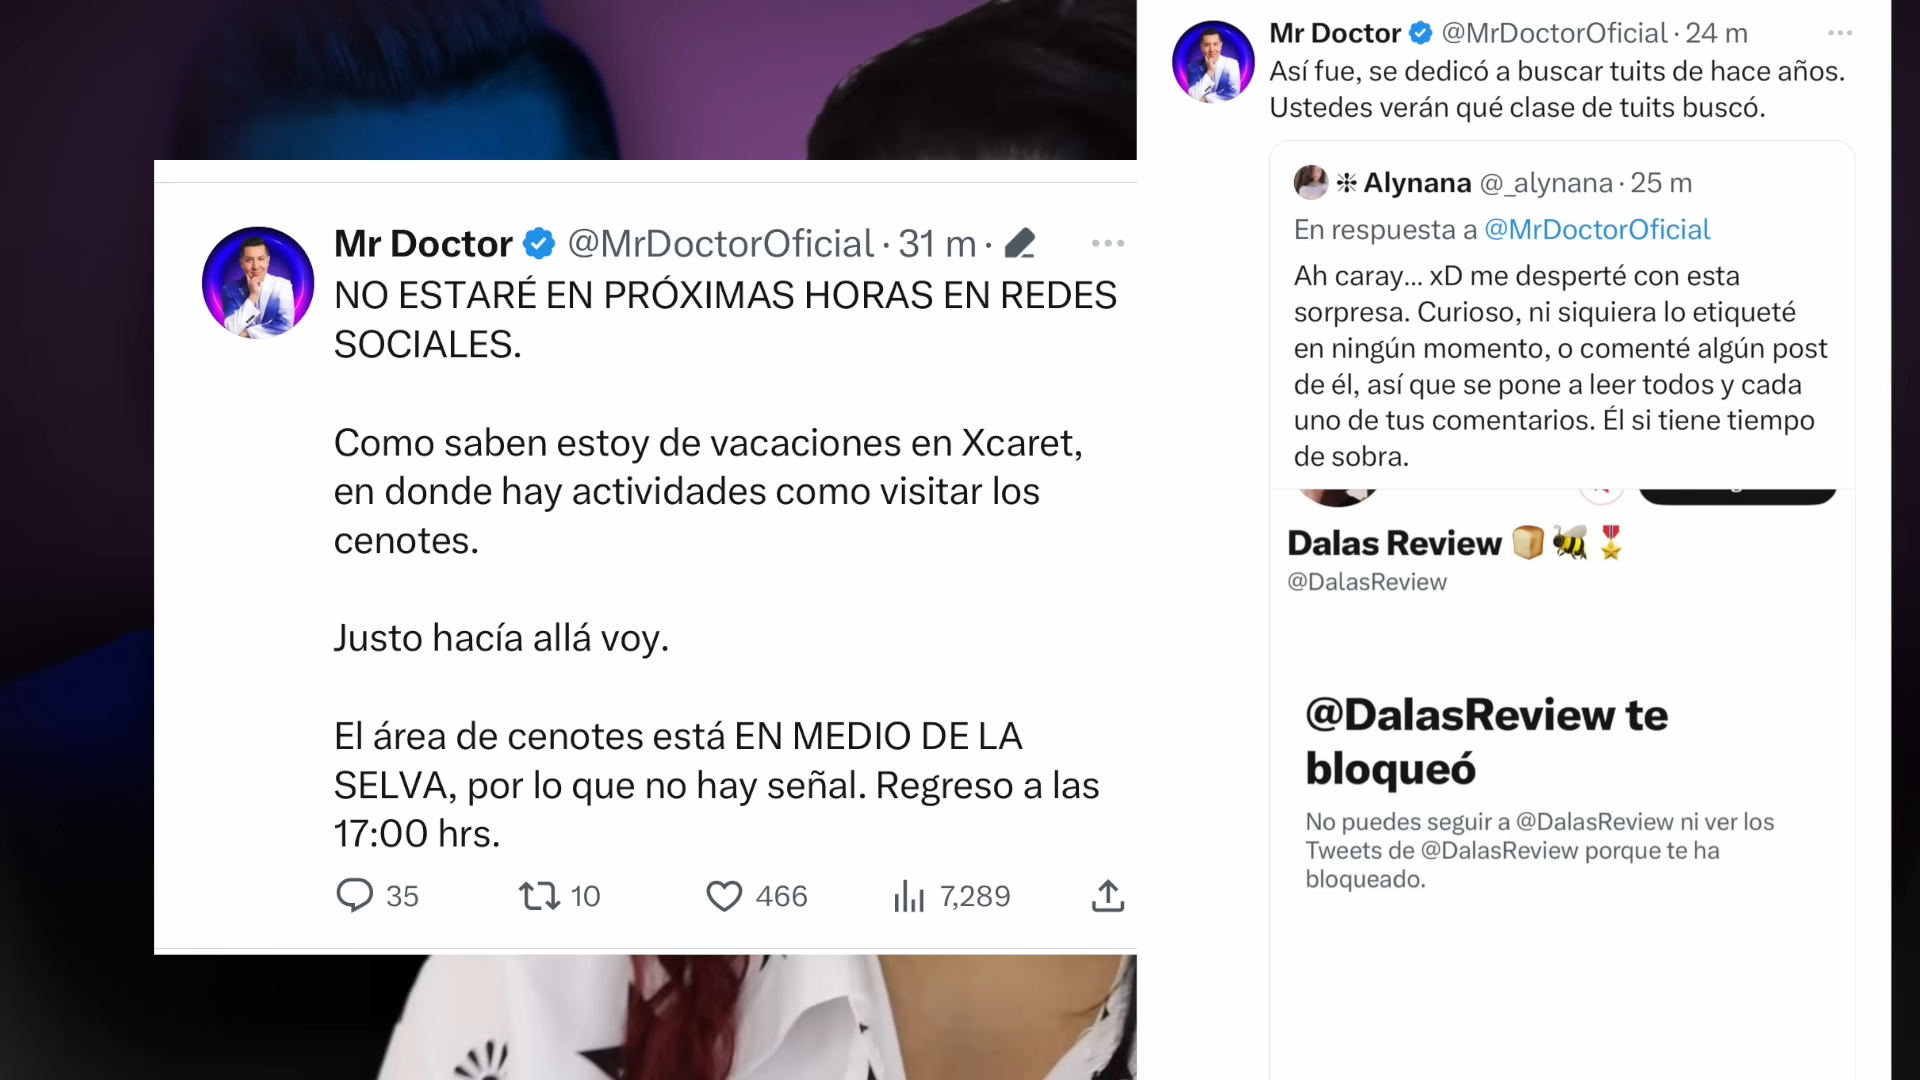 Mr Doctor @MrDoctorOficial · 31 m ·
NO ESTARÉ EN PRÓXIMAS HORAS EN REDES
SOCIALES.
Como saben estoy de vacaciones en Xcaret,
en donde hay actividades como visitar los
cenotes.
Justo hacía allá voy.
El área de cenotes está EN MEDIO DE LA
SELVA, por lo que no hay señal. Regreso a las
17:00 hrs.
35 10 466 7,289
Mr Doctor @MrDoctorOficial · 24 m
Así fue, se dedicó a buscar tuits de hace años.
Ustedes verán qué clase de tuits buscó.
❊ Alynana @_alynana · 25 m
En respuesta a @MrDoctorOficial
Ah caray... xD me desperté con esta
sorpresa. Curioso, ni siquiera lo etiqueté
en ningún momento, o comenté algún post
de él, así que se pone a leer todos y cada
uno de tus comentarios. Él si tiene tiempo
de sobra.
Dalas Review 🍞🐝🎖️
@DalasReview
@DalasReview te
bloqueó
No puedes seguir a @DalasReview ni ver los
Tweets de @DalasReview porque te ha
bloqueado.